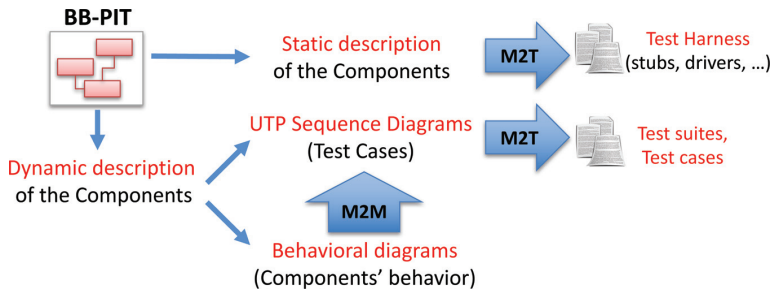 BB-PIT
Static description
of the Components
M2T
Test Harness
(stubs, drivers, ...)
UTP Sequence Diagrams
(Test Cases)
M2T
Test suites,
Test cases
Dynamic description
of the Components
M2M
Behavioral diagrams
(Components’ behavior)